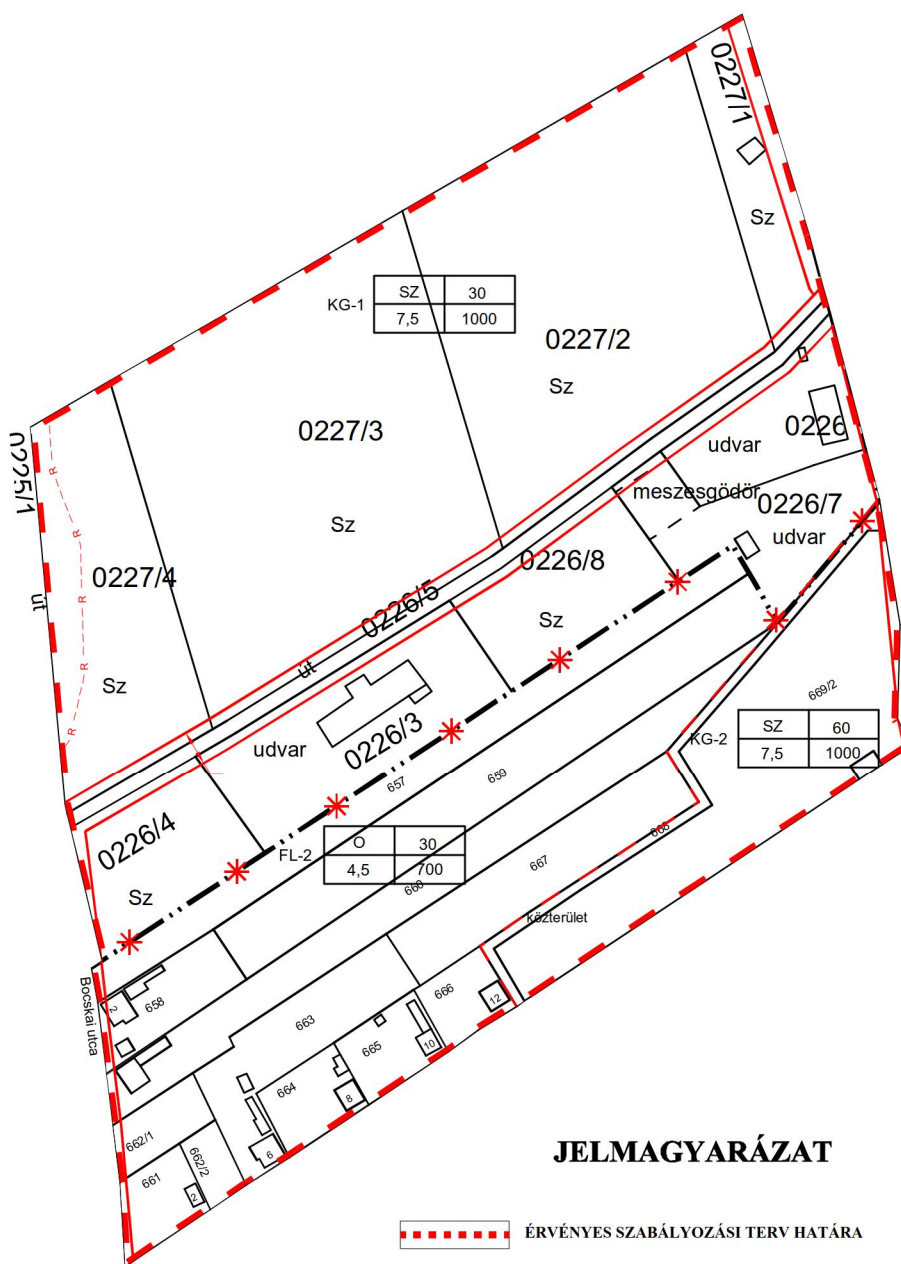 0227/1
Sz
KG-1
SZ 30
7,5 1000
0227/2
Sz
0227/3
Sz
0225/1
út
R
R
R
R
R
0227/4
Sz
0226
udvar
meszesgödör
0226/7
udvar
0226/8
Sz
0226/5
út
0226/3
udvar
0226/4
Sz
669/2
KG-2
SZ 60
7,5 1000
657
659
FL-2
O 30
4,5 700
660
667
668
közterület
Bocskai utca
2
658
663
666
12
665
10
664
8
6
662/1
662/2
661
2
JELMAGYARÁZAT
ÉRVÉNYES SZABÁLYOZÁSI TERV HATÁRA